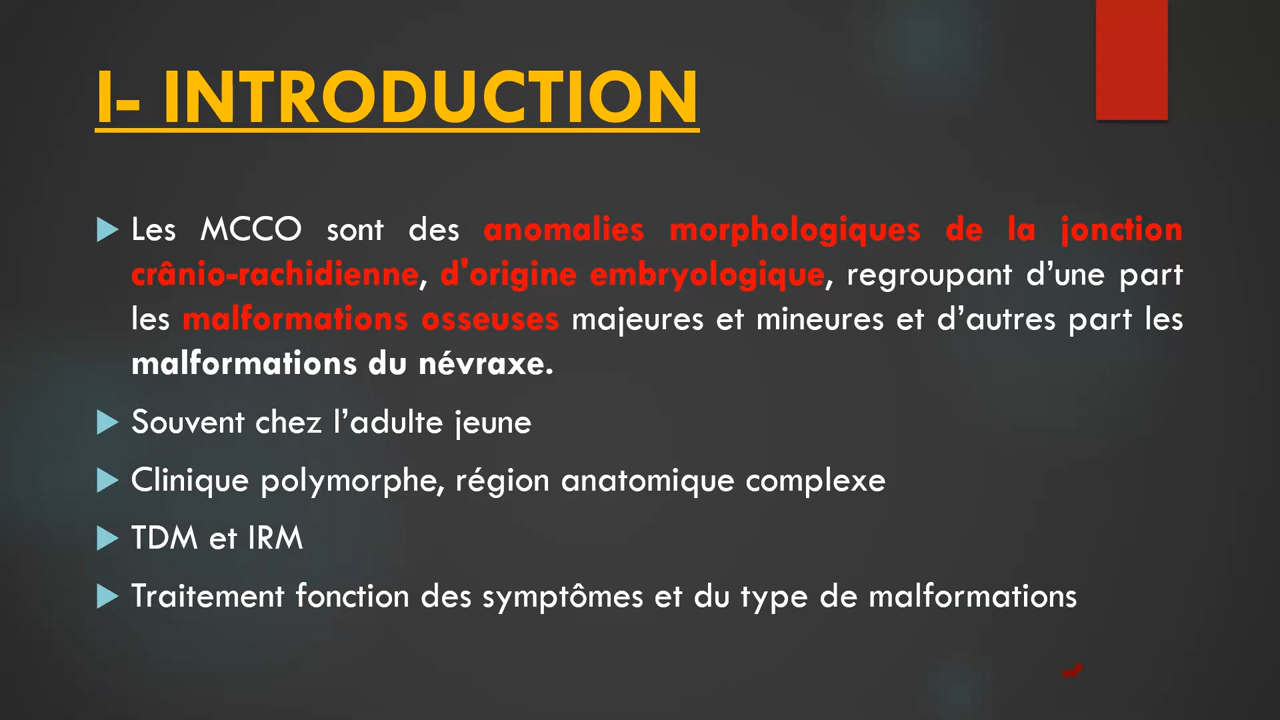 I- INTRODUCTION
Les MCCO sont des anomalies morphologiques de la jonction
crânio-rachidienne, d'origine embryologique, regroupant d’une part
les malformations osseuses majeures et mineures et d’autres part les
malformations du névraxe.
Souvent chez l’adulte jeune
Clinique polymorphe, région anatomique complexe
TDM et IRM
Traitement fonction des symptômes et du type de malformations